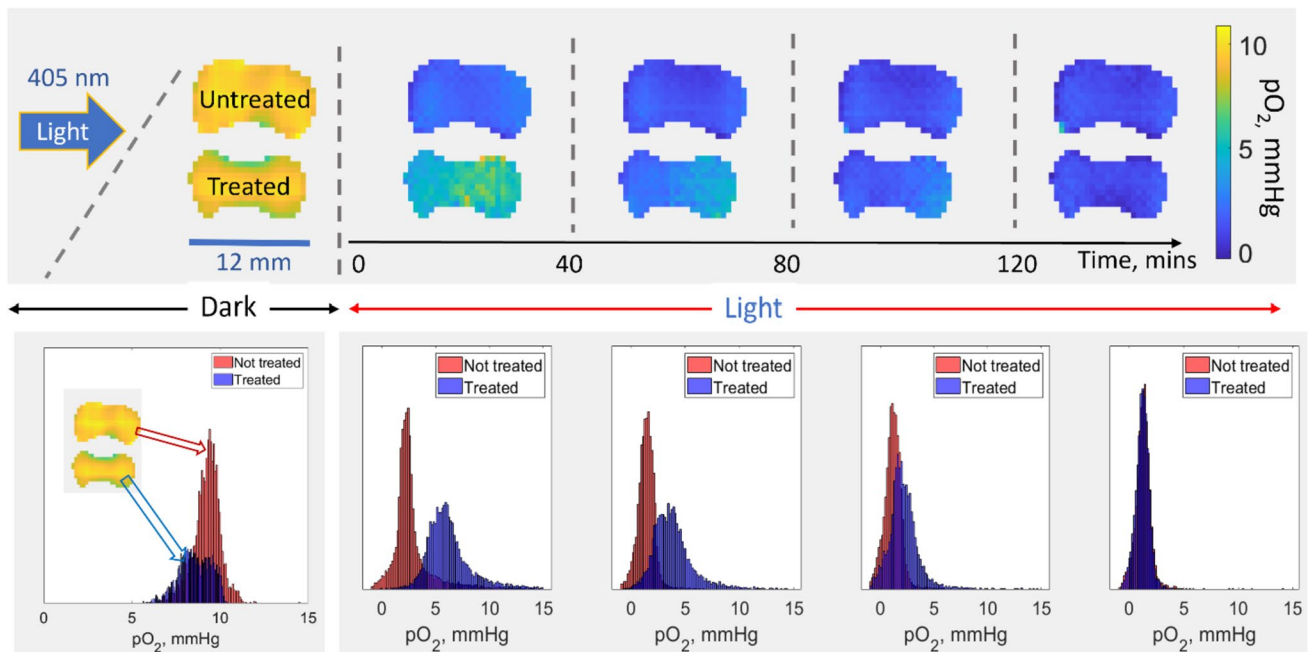 405 nm
Light
Untreated
Treated
12 mm
10
5
0
pO₂, mmHg
0
40
80
120
Time, mins
Dark
Light
Not treated
Treated
0
5
10
15
pO₂, mmHg
Not treated
Treated
0
5
10
15
pO₂, mmHg
Not treated
Treated
0
5
10
15
pO₂, mmHg
Not treated
Treated
0
5
10
15
pO₂, mmHg
Not treated
Treated
0
5
10
15
pO₂, mmHg